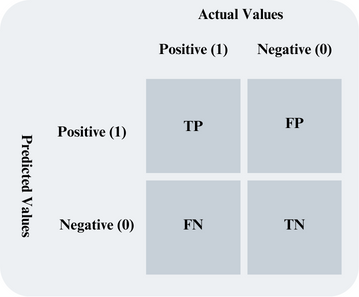 Actual Values
Positive (1) Negative (0)
Predicted Values
Positive (1) TP FP
Negative (0) FN TN